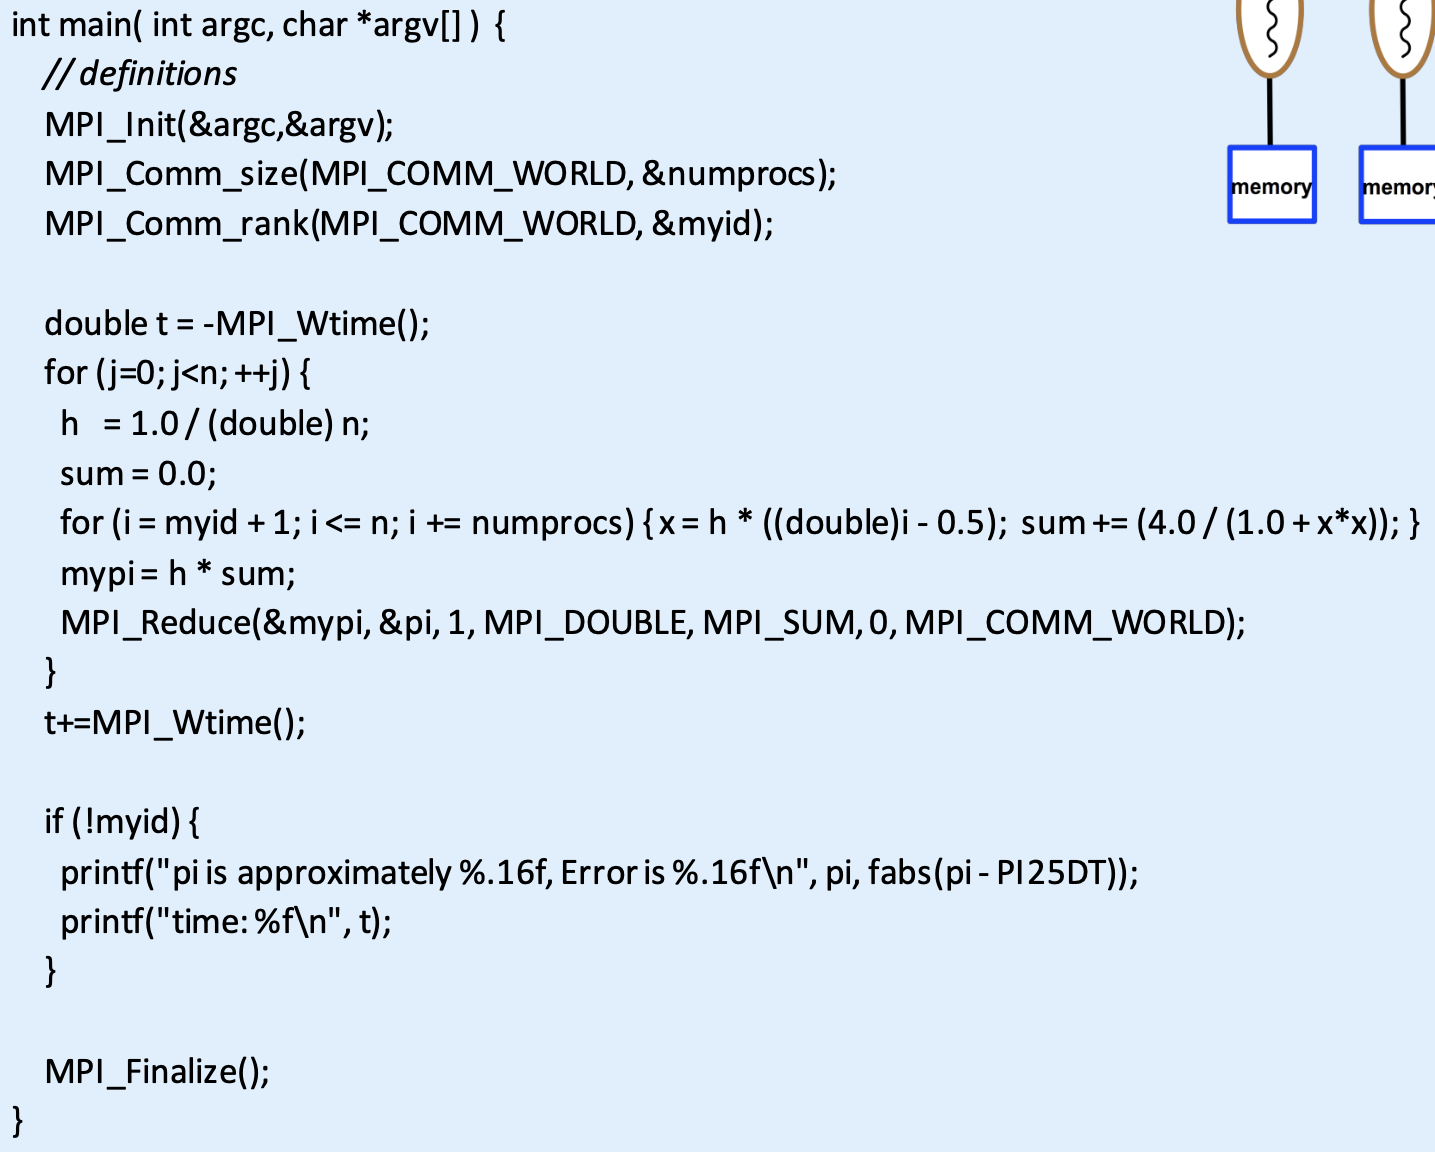 int main( int argc, char *argv[] ) {
// definitions
MPI_Init(&argc,&argv);
MPI_Comm_size(MPI_COMM_WORLD, &numprocs);
memory memory
MPI_Comm_rank(MPI_COMM_WORLD, &myid);
double t = -MPI_Wtime();
for (j=0; j<n; ++j) {
h = 1.0 / (double) n;
sum = 0.0;
for (i = myid + 1; i <= n; i += numprocs) { x = h * ((double)i - 0.5); sum += (4.0 / (1.0 + x*x)); }
mypi = h * sum;
MPI_Reduce(&mypi, &pi, 1, MPI_DOUBLE, MPI_SUM, 0, MPI_COMM_WORLD);
}
t+=MPI_Wtime();
if (!myid) {
printf("pi is approximately %.16f, Error is %.16f\n", pi, fabs(pi - PI25DT));
printf("time: %f\n", t);
}
MPI_Finalize();
}